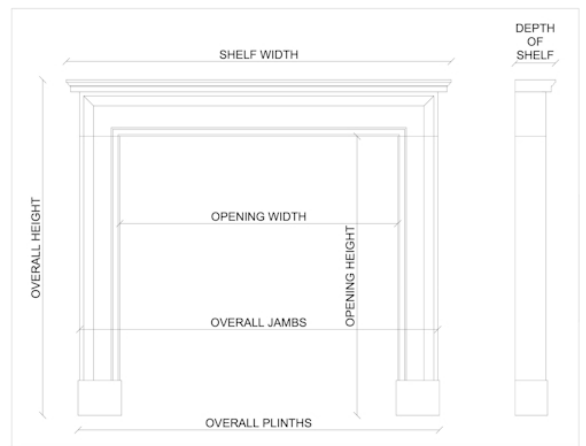 DEPTH
OF
SHELF
SHELF WIDTH
OVERALL HEIGHT
OPENING WIDTH
OPENING HEIGHT
OVERALL JAMBS
OVERALL PLINTHS